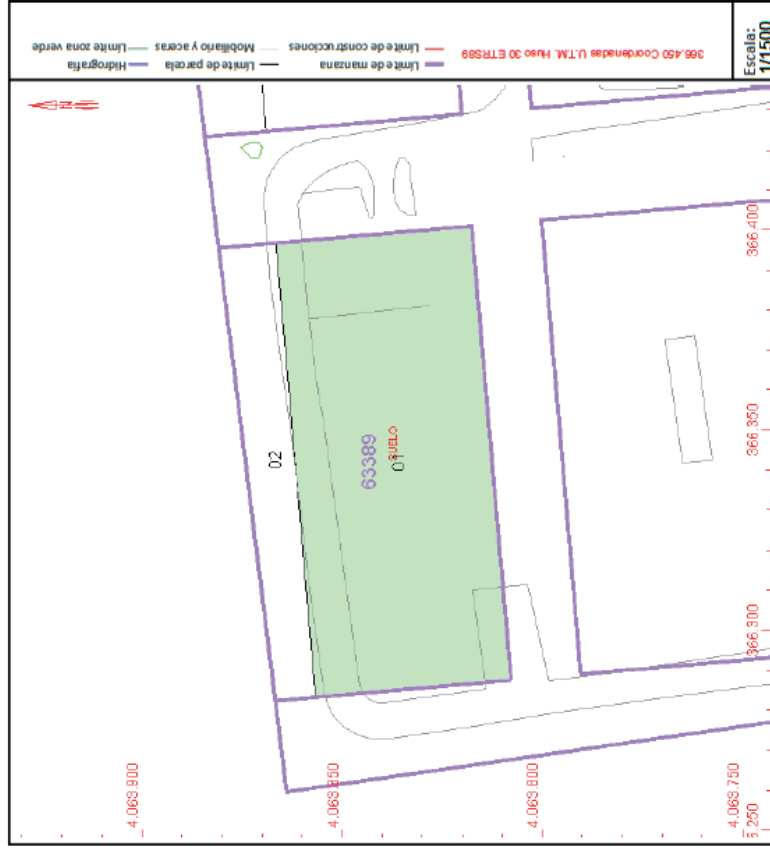 Límite de manzana
Límite de construcciones
Límite de parcela
Mobiliario y aceras
Hidrografía
Límite zona verde
366.450 Coordenadas U.T.M. Huso 30 ETRS89
Escala:
1/1500
4.063.900
4.063.850
4.063.800
4.063.750
02
63389
SUELO
01
366.400
366.350
366.300
6.250